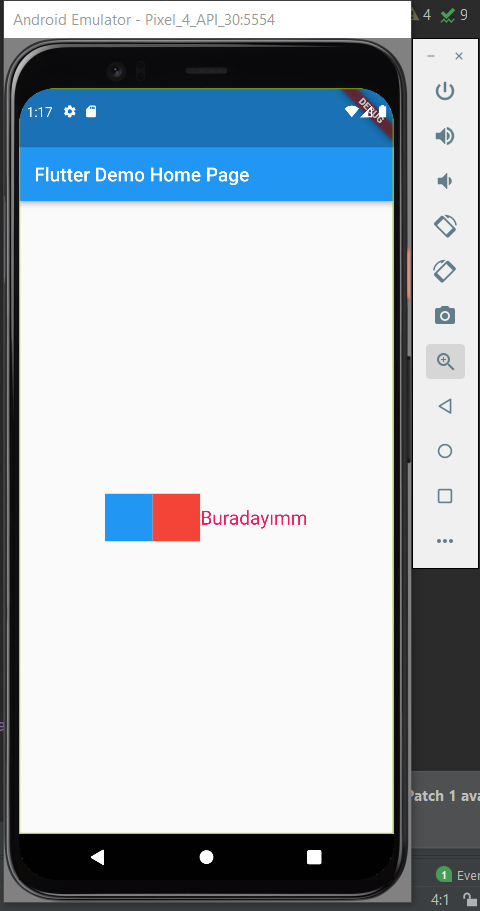 Android Emulator - Pixel_4_API_30:5554
4 9
1:17
DEBUG
Flutter Demo Home Page
Buradayımm
Patch 1 ava
1 Ever
4:1